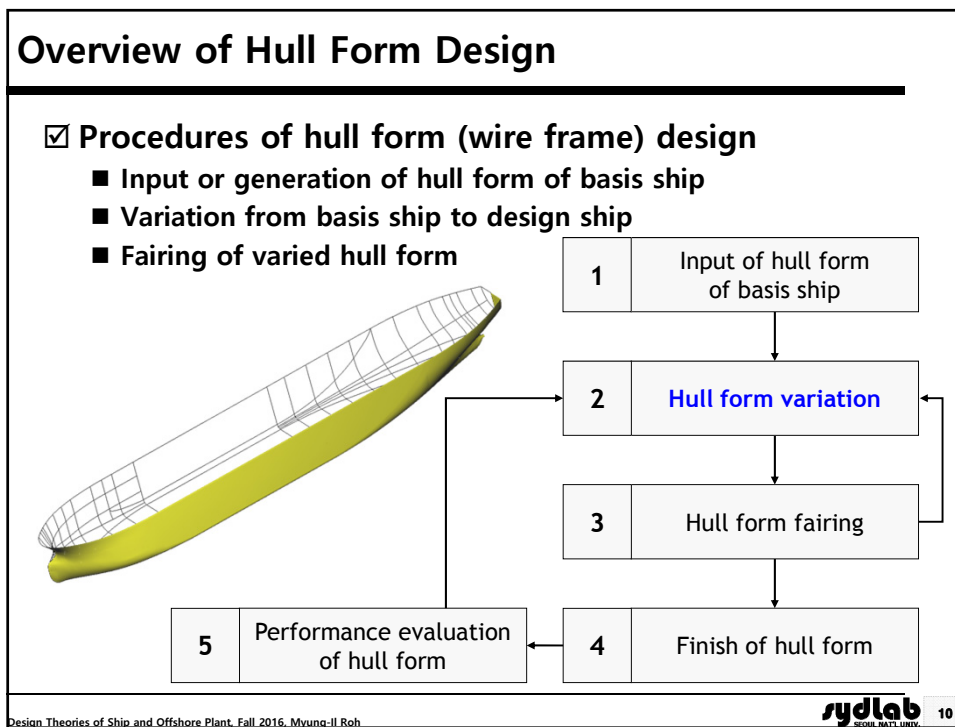 Overview of Hull Form Design
☑ Procedures of hull form (wire frame) design
■ Input or generation of hull form of basis ship
■ Variation from basis ship to design ship
■ Fairing of varied hull form
1
Input of hull form
of basis ship
2
Hull form variation
3
Hull form fairing
5
Performance evaluation
of hull form
4
Finish of hull form
Design Theories of Ship and Offshore Plant, Fall 2016, Myung-Il Roh
sydlab
SEOUL NAT'L UNIV.
10